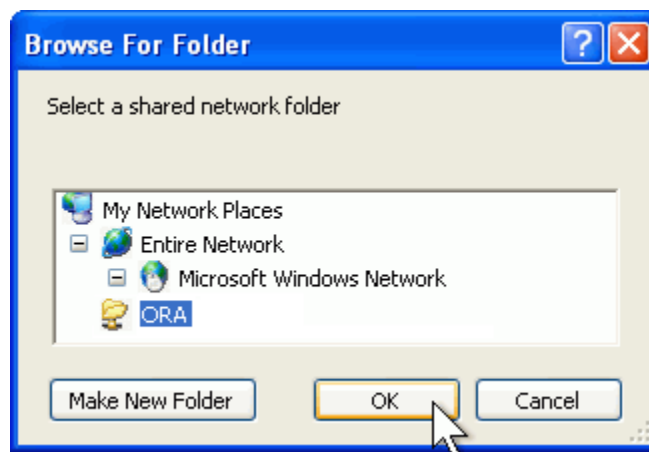 Browse For Folder
Select a shared network folder
My Network Places
Entire Network
Microsoft Windows Network
ORA
Make New Folder OK Cancel